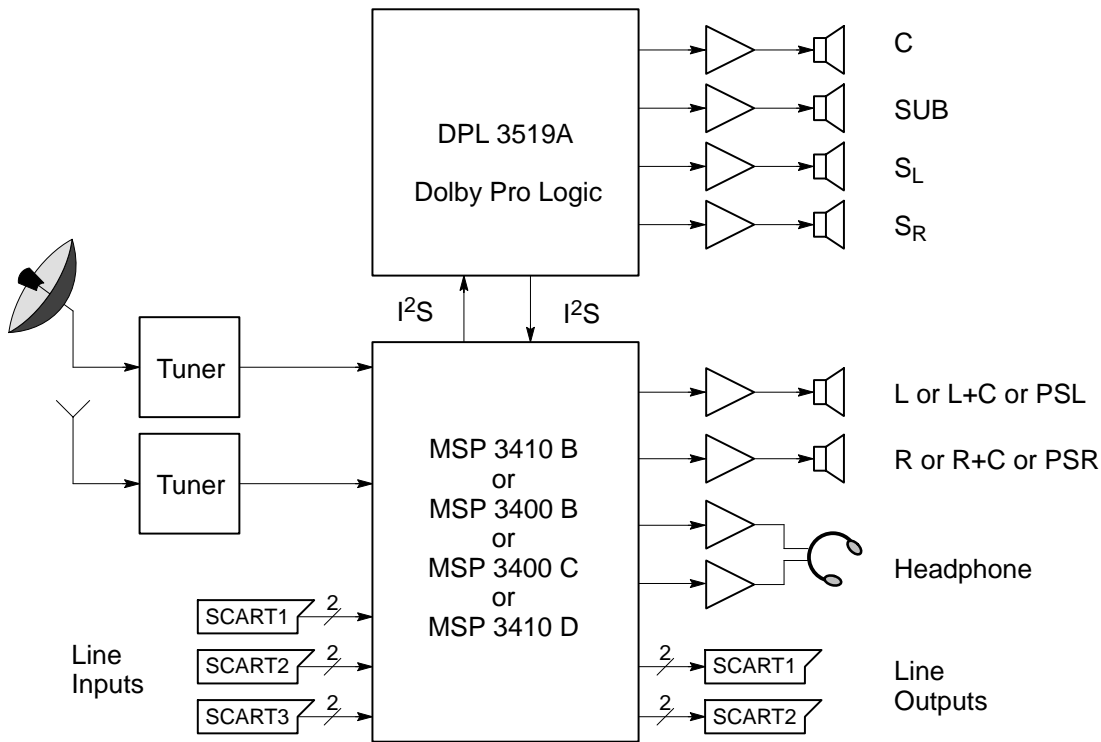 C
SUB
DPL 3519A
Dolby Pro Logic
SL
SR
I²S
I²S
Tuner
L or L+C or PSL
MSP 3410 B
or
MSP 3400 B
or
MSP 3400 C
or
MSP 3410 D
R or R+C or PSR
Tuner
Headphone
SCART1
2
Line
Inputs
SCART2
2
SCART3
2
2
SCART1
2
SCART2
Line
Outputs